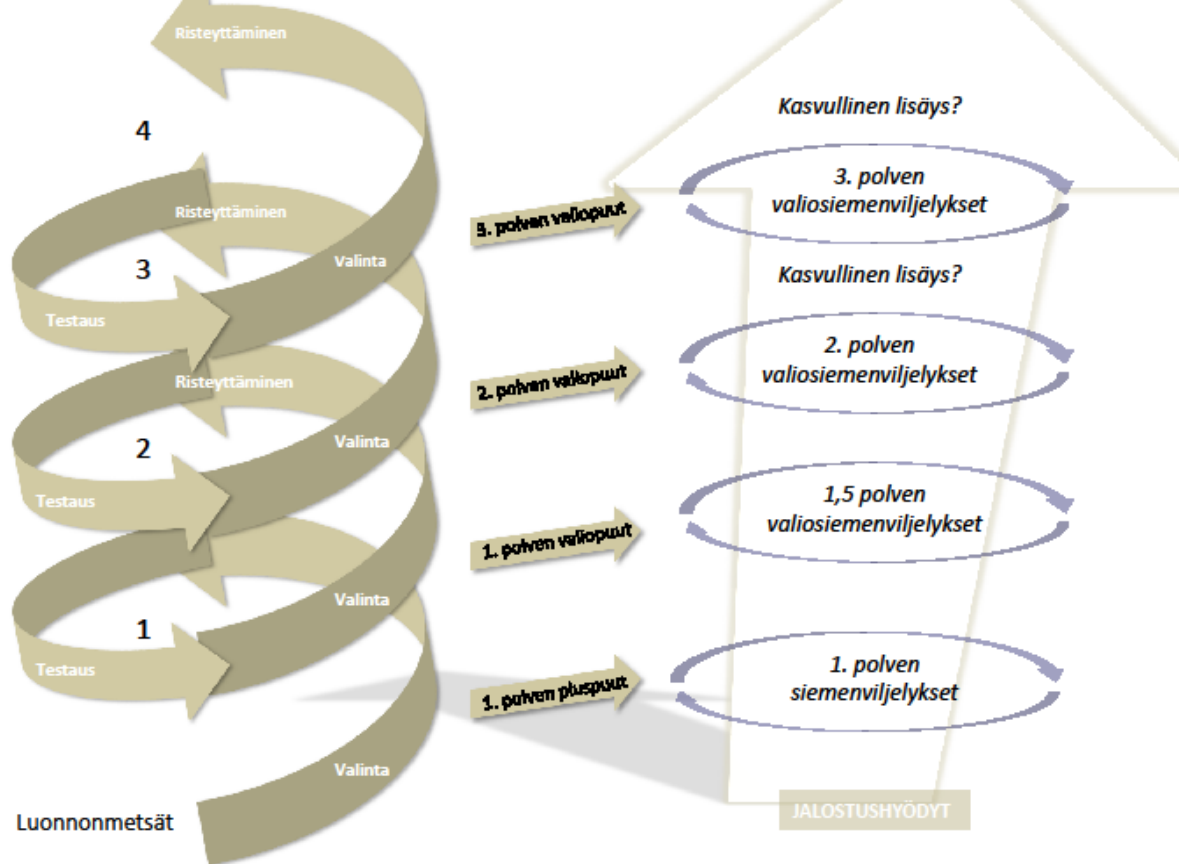 Risteyttäminen
4
Risteyttäminen
Valinta
3
Testaus
Risteyttäminen
Valinta
2
Testaus
Valinta
1
Testaus
Valinta
Luonnonmetsät
3. polven valiopuut
2. polven valiopuut
1. polven valiopuut
1. polven pluspuut
Kasvullinen lisäys?
3. polven
valiosiemenviljelykset
Kasvullinen lisäys?
2. polven
valiosiemenviljelykset
1,5 polven
valiosiemenviljelykset
1. polven
siemenviljelykset
JALOSTUSHYÖDYT